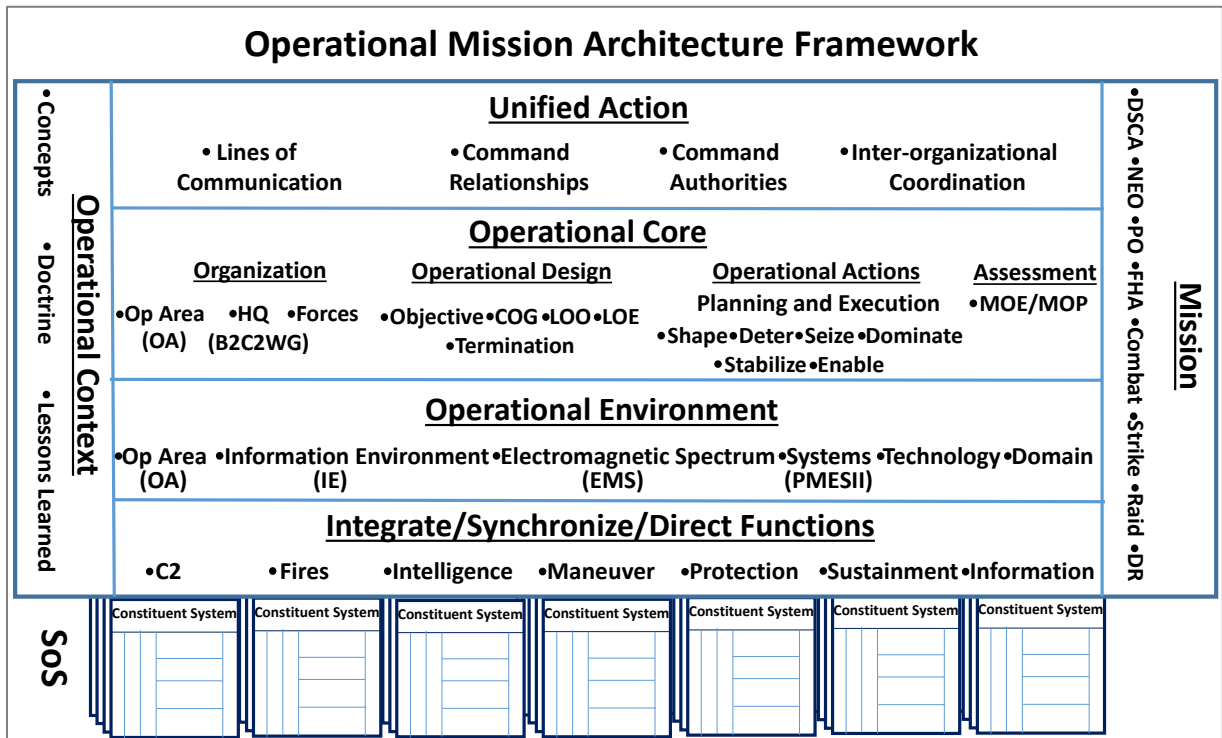 Operational Mission Architecture Framework
•Concepts •Doctrine •Lessons Learned
Operational Context
Unified Action
• Lines of
Communication
• Command
Relationships
• Command
Authorities
• Inter-organizational
Coordination
Operational Core
Organization
•Op Area
(OA)
•HQ
(B2C2WG)
•Forces
Operational Design
•Objective •COG •LOO •LOE
•Termination
Operational Actions
Planning and Execution
•Shape •Deter •Seize •Dominate
•Stabilize •Enable
Assessment
•MOE/MOP
Operational Environment
•Op Area
(OA)
•Information Environment
(IE)
•Electromagnetic Spectrum
(EMS)
•Systems
(PMESII)
•Technology
•Domain
Integrate/Synchronize/Direct Functions
•C2 •Fires •Intelligence •Maneuver •Protection •Sustainment •Information
•DSCA •NEO •PO •FHA •Combat •Strike •Raid •DR
Mission
SoS
Constituent System
Constituent System
Constituent System
Constituent System
Constituent System
Constituent System
Constituent System